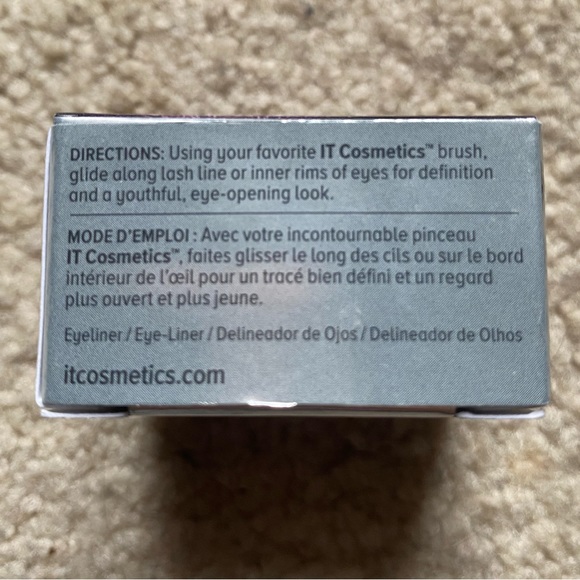 DIRECTIONS: Using your favorite IT Cosmetics™ brush,
glide along lash line or inner rims of eyes for definition
and a youthful, eye-opening look.
MODE D'EMPLOI : Avec votre incontournable pinceau
IT Cosmetics™, faites glisser le long des cils ou sur le bord
intérieur de l'œil pour un tracé bien défini et un regard
plus ouvert et plus jeune.
Eyeliner / Eye-Liner / Delineador de Ojos / Delineador de Olhos
itcosmetics.com